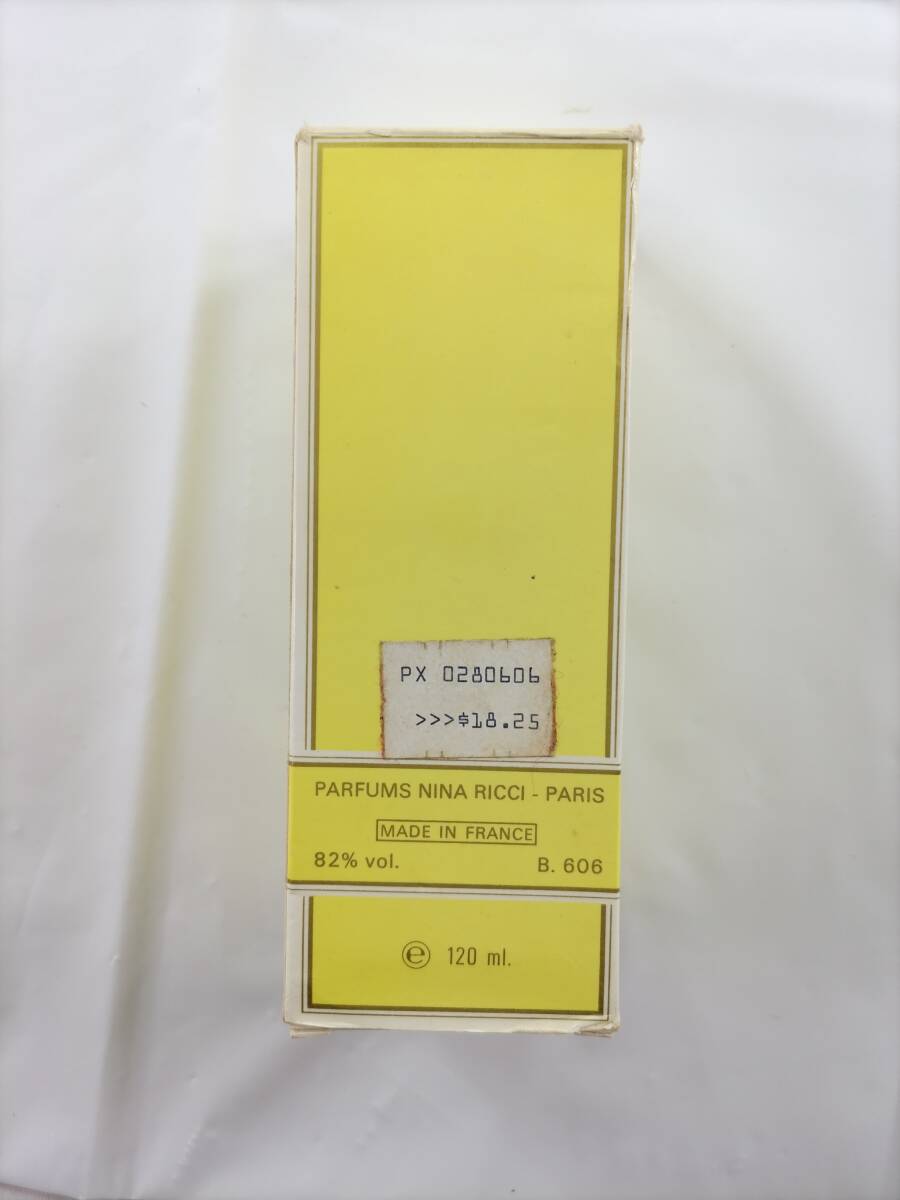 PX 0280606
>>>$18.25
PARFUMS NINA RICCI - PARIS
MADE IN FRANCE
82% vol. B. 606
℮ 120 ml.